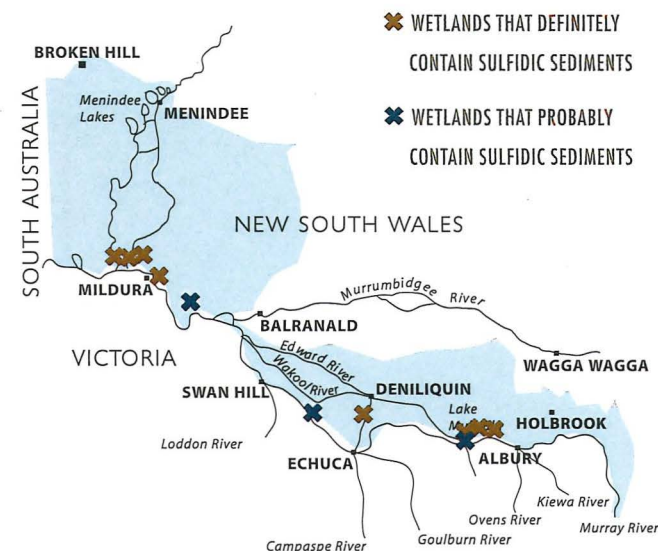 WETLANDS THAT DEFINITELY
CONTAIN SULFIDIC SEDIMENTS
WETLANDS THAT PROBABLY
CONTAIN SULFIDIC SEDIMENTS
BROKEN HILL
Menindee
Lakes
MENINDEE
SOUTH AUSTRALIA
NEW SOUTH WALES
MILDURA
Murrumbidgee River
BALRANALD
VICTORIA
Edward River
Wakool River
WAGGA WAGGA
SWAN HILL
DENILIQUIN
Lake
HOLBROOK
Loddon River
ECHUCA
ALBURY
Kiewa River
Ovens River
Murray River
Goulburn River
Campaspe River